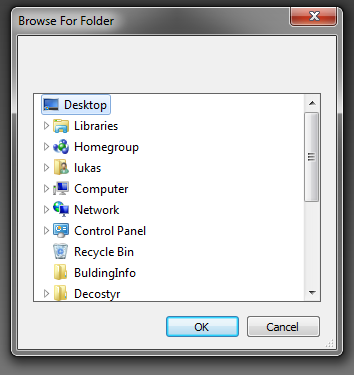 Browse For Folder
Desktop
Libraries
Homegroup
lukas
Computer
Network
Control Panel
Recycle Bin
BuldingInfo
Decostyr
OK
Cancel